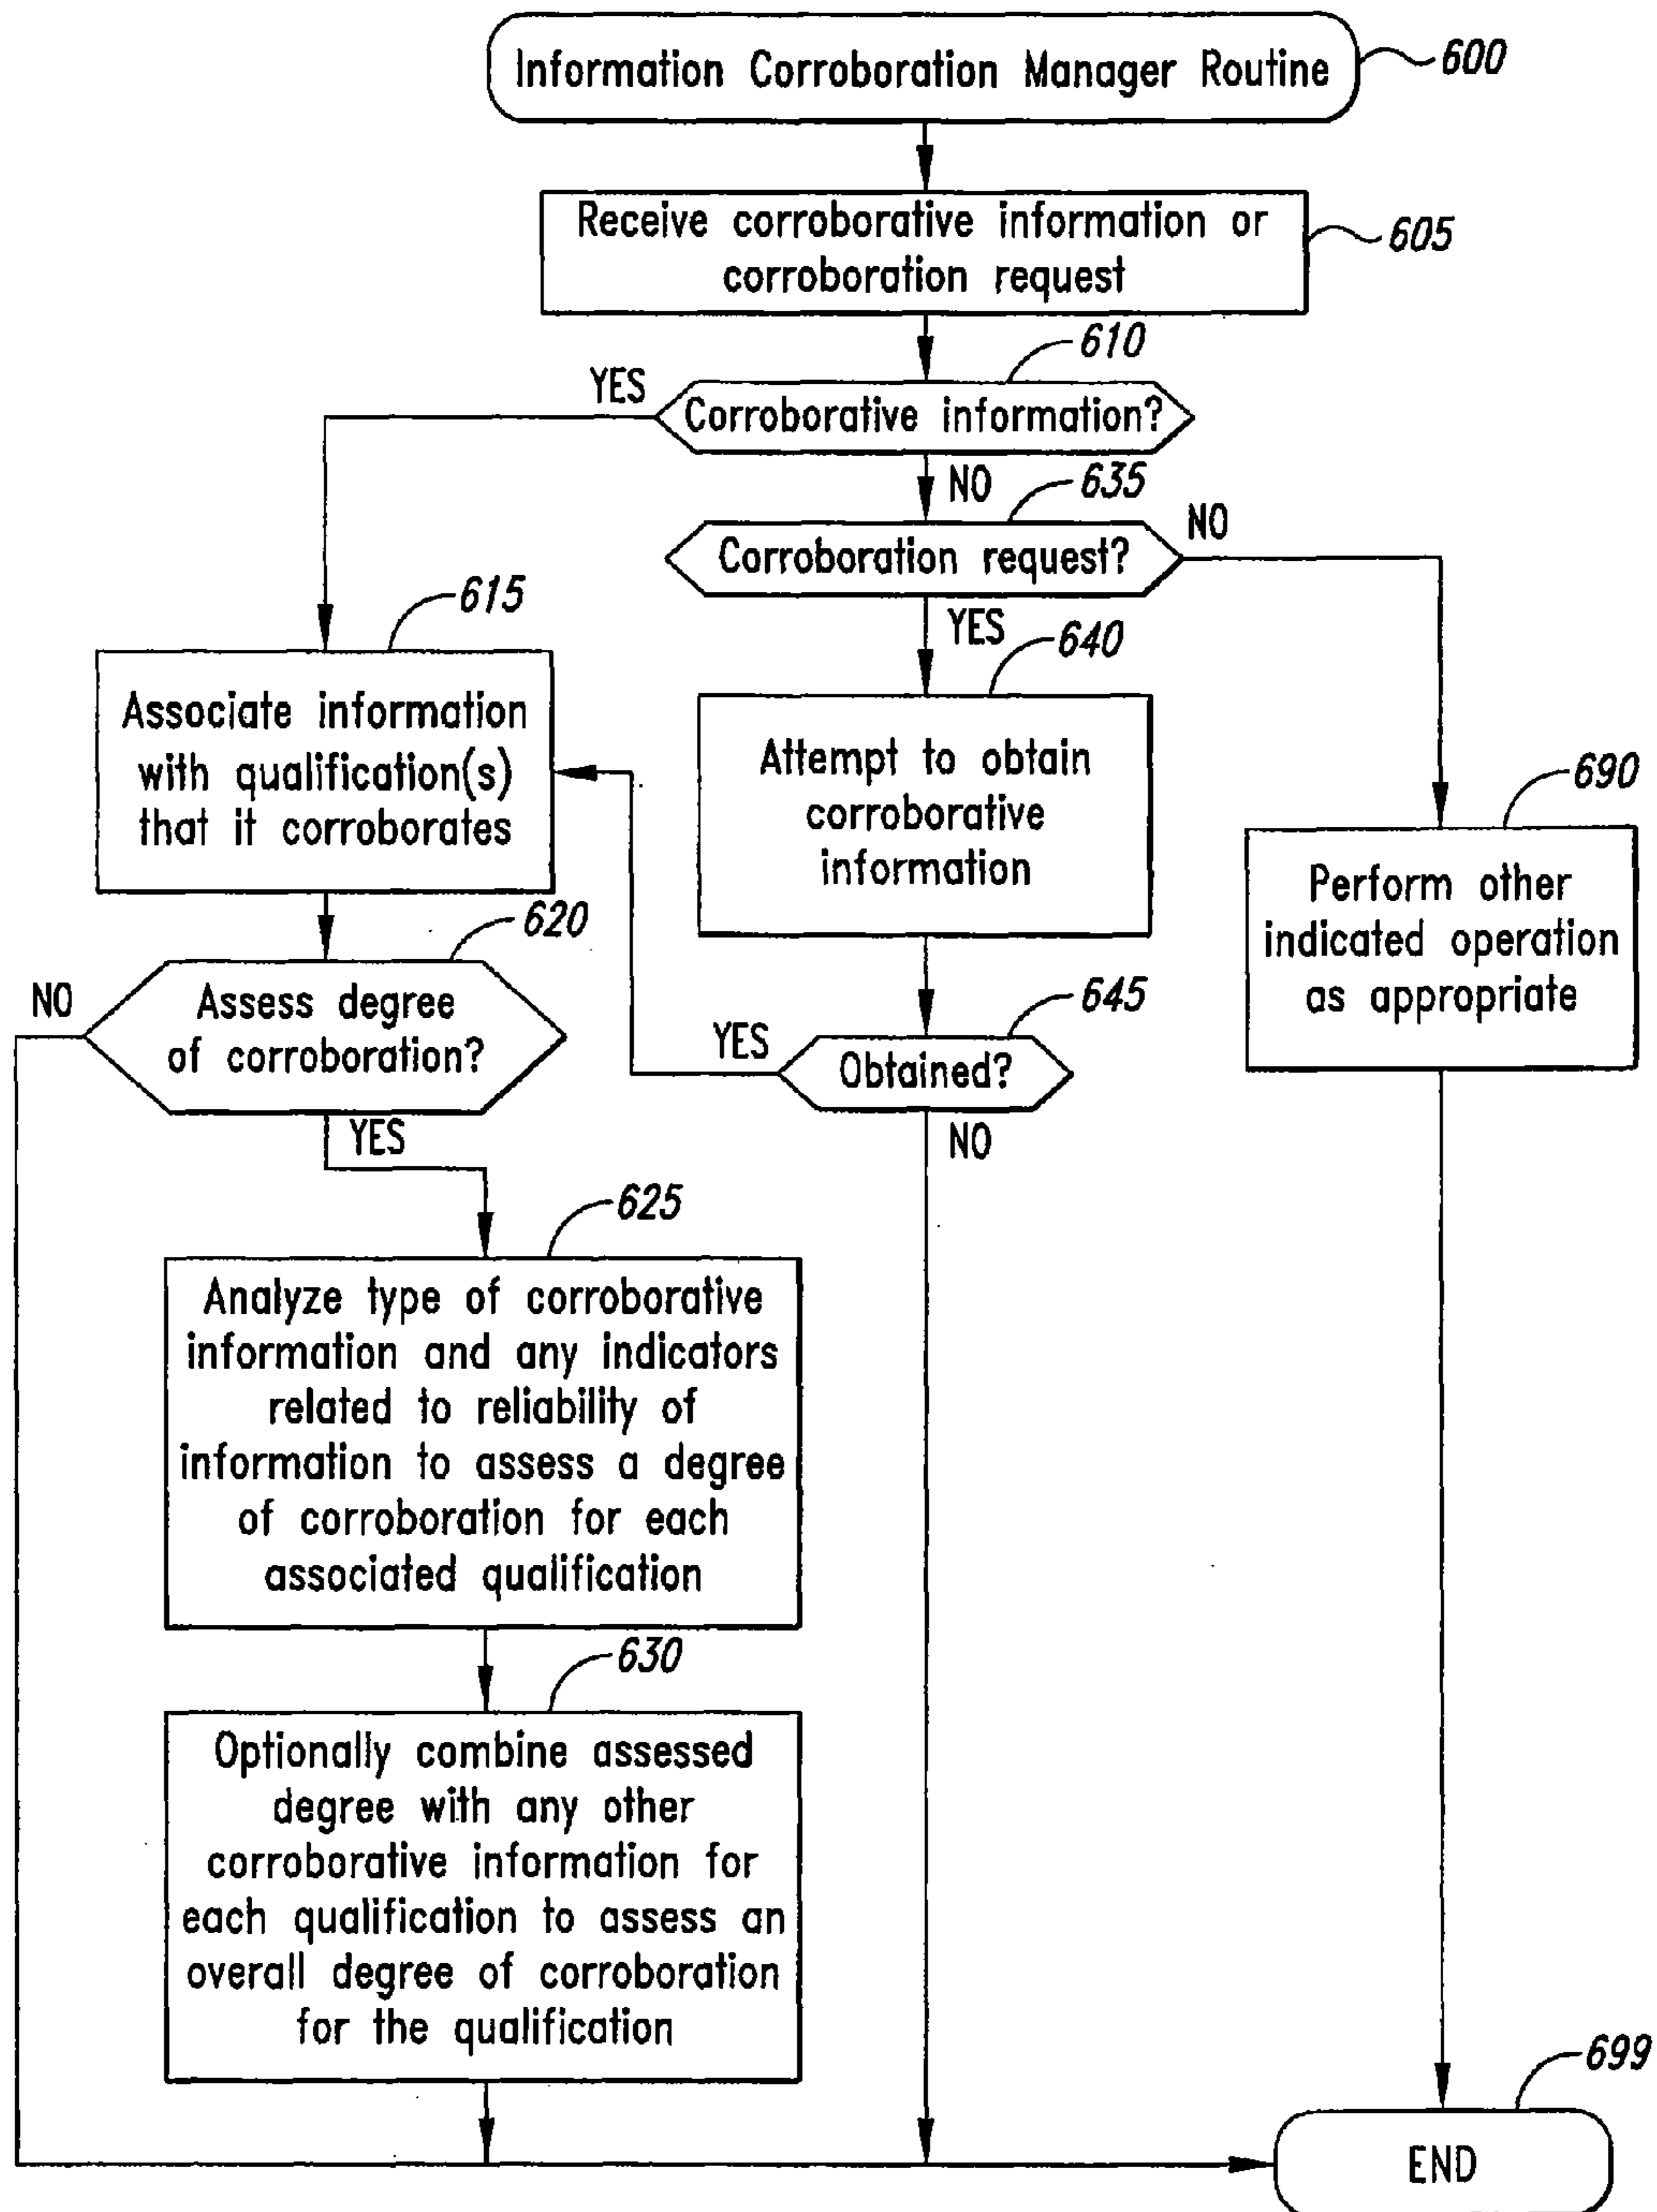 Information Corroboration Manager Routine
600
Receive corroborative information or
corroboration request
605
610
YES
Corroborative information?
NO
635
NO
Corroboration request?
615
YES
640
Associate information
with qualification(s)
that it corroborates
Attempt to obtain
corroborative
information
690
Perform other
indicated operation
as appropriate
620
NO
Assess degree
of corroboration?
645
YES
Obtained?
YES
NO
625
Analyze type of corroborative
information and any indicators
related to reliability of
information to assess a degree
of corroboration for each
associated qualification
630
Optionally combine assessed
degree with any other
corroborative information for
each qualification to assess an
overall degree of corroboration
for the qualification
699
END